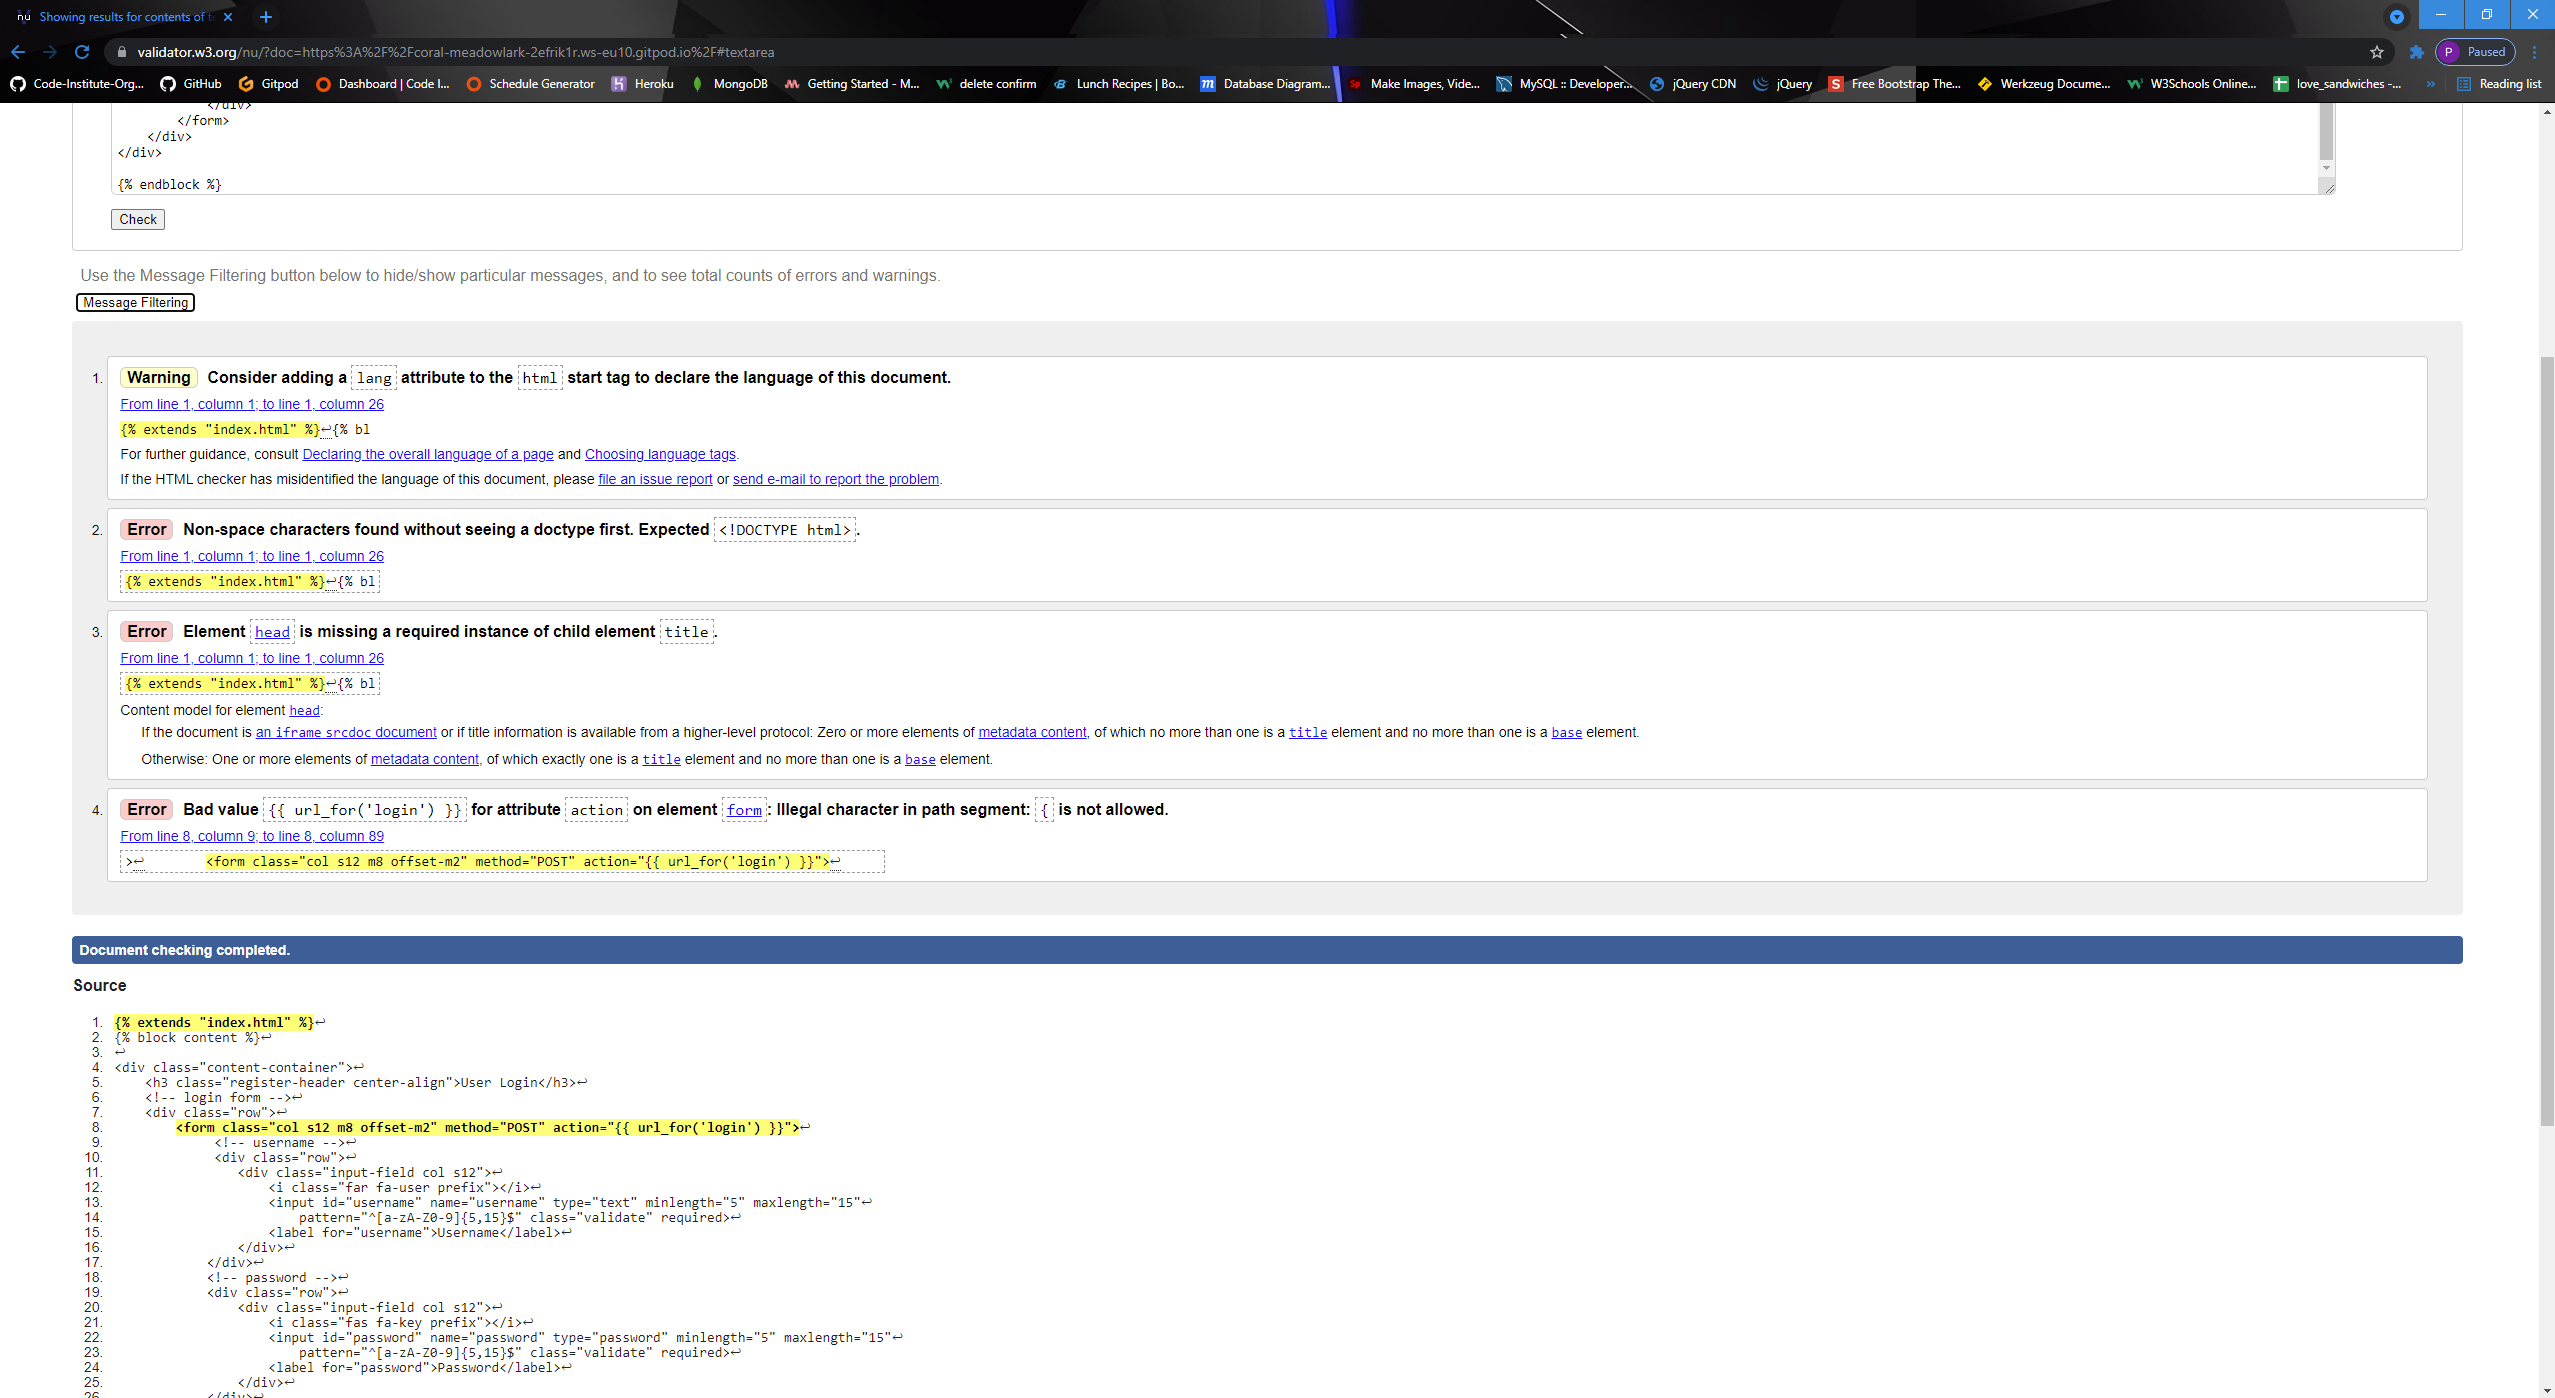 Showing results for contents of t
validator.w3.org/nu/?doc=https%3A%2F%2Fcoral-meadowlark-2efrik1r.ws-eu10.gitpod.io%2F#textarea
P Paused
Code-Institute-Org... GitHub Gitpod Dashboard | Code I... Schedule Generator Heroku MongoDB Getting Started - M... delete confirm Lunch Recipes | Bo... Database Diagram... Make Images, Vide... MySQL :: Developer... jQuery CDN jQuery Free Bootstrap The... Werkzeug Docume... W3Schools Online... love_sandwiches -... » Reading list
</div>
</form>
</div>
</div>
{% endblock %}
Check
Use the Message Filtering button below to hide/show particular messages, and to see total counts of errors and warnings.
Message Filtering
1. Warning Consider adding a lang attribute to the html start tag to declare the language of this document.
From line 1, column 1; to line 1, column 26
{% extends "index.html" %}↩{% bl
For further guidance, consult Declaring the overall language of a page and Choosing language tags.
If the HTML checker has misidentified the language of this document, please file an issue report or send e-mail to report the problem.
2. Error Non-space characters found without seeing a doctype first. Expected <!DOCTYPE html>.
From line 1, column 1; to line 1, column 26
{% extends "index.html" %}↩{% bl
3. Error Element head is missing a required instance of child element title.
From line 1, column 1; to line 1, column 26
{% extends "index.html" %}↩{% bl
Content model for element head:
If the document is an iframe srcdoc document or if title information is available from a higher-level protocol: Zero or more elements of metadata content, of which no more than one is a title element and no more than one is a base element.
Otherwise: One or more elements of metadata content, of which exactly one is a title element and no more than one is a base element.
4. Error Bad value {{ url_for('login') }} for attribute action on element form: Illegal character in path segment: { is not allowed.
From line 8, column 9; to line 8, column 89
>↩ <form class="col s12 m8 offset-m2" method="POST" action="{{ url_for('login') }}">↩
Document checking completed.
Source
1. {% extends "index.html" %}↩
2. {% block content %}↩
3. ↩
4. <div class="content-container">↩
5. <h3 class="register-header center-align">User Login</h3>↩
6. <!-- login form -->↩
7. <div class="row">↩
8. <form class="col s12 m8 offset-m2" method="POST" action="{{ url_for('login') }}">↩
9. <!-- username -->↩
10. <div class="row">↩
11. <div class="input-field col s12">↩
12. <i class="far fa-user prefix"></i>↩
13. <input id="username" name="username" type="text" minlength="5" maxlength="15"↩
14. pattern="^[a-zA-Z0-9]{5,15}$" class="validate" required>↩
15. <label for="username">Username</label>↩
16. </div>↩
17. </div>↩
18. <!-- password -->↩
19. <div class="row">↩
20. <div class="input-field col s12">↩
21. <i class="fas fa-key prefix"></i>↩
22. <input id="password" name="password" type="password" minlength="5" maxlength="15"↩
23. pattern="^[a-zA-Z0-9]{5,15}$" class="validate" required>↩
24. <label for="password">Password</label>↩
25. </div>↩
26. </div>↩